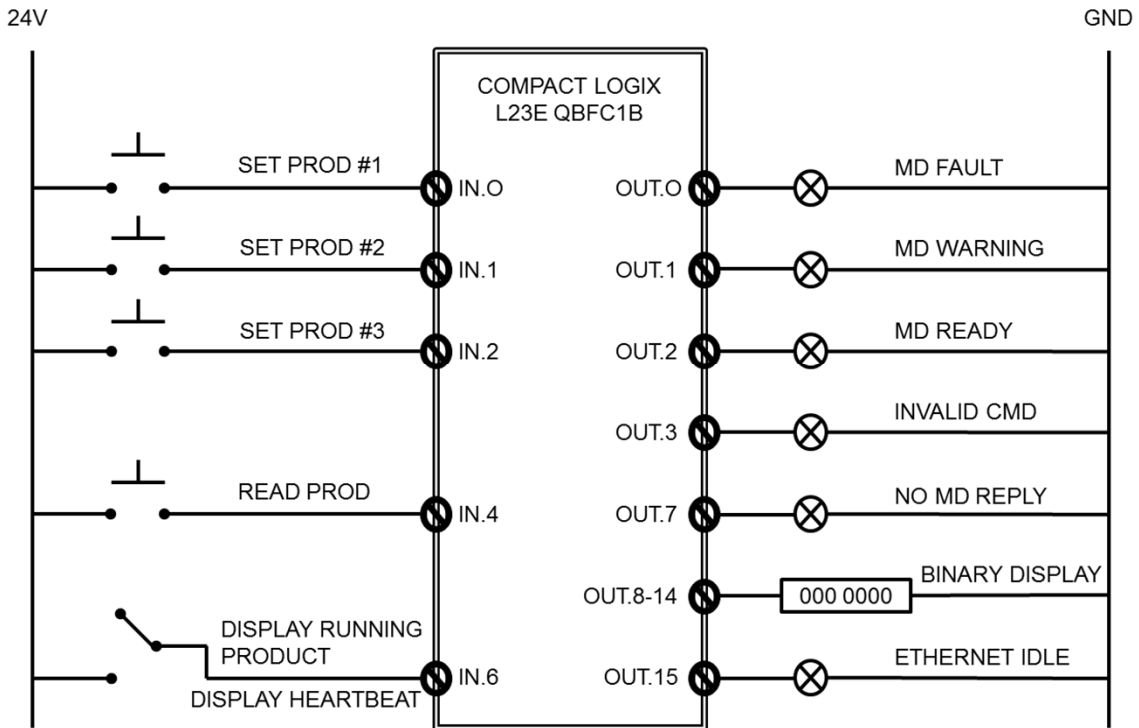 24V
GND
COMPACT LOGIX
L23E QBFC1B
SET PROD #1
IN.O
OUT.O
MD FAULT
SET PROD #2
IN.1
OUT.1
MD WARNING
SET PROD #3
IN.2
OUT.2
MD READY
OUT.3
INVALID CMD
READ PROD
IN.4
OUT.7
NO MD REPLY
OUT.8-14
000 0000
BINARY DISPLAY
DISPLAY RUNNING
PRODUCT
DISPLAY HEARTBEAT
IN.6
OUT.15
ETHERNET IDLE